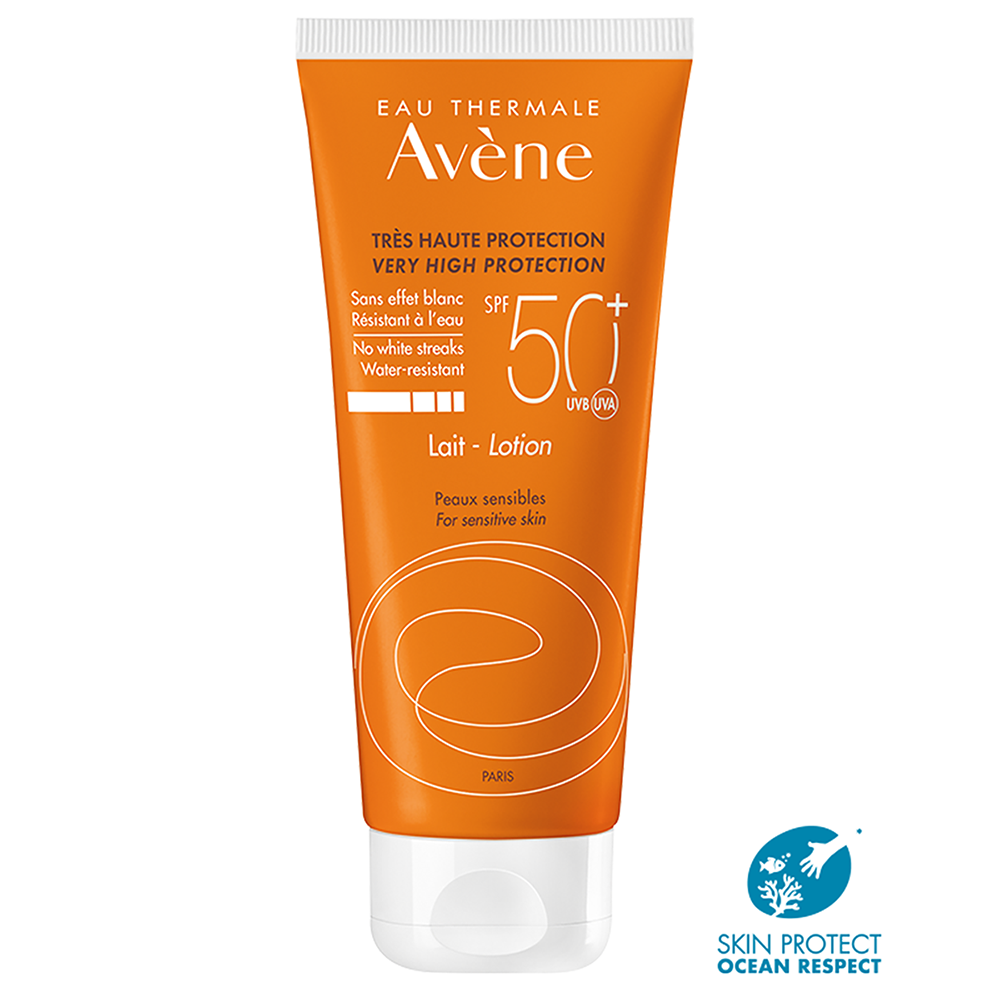 EAU THERMALE
Avène
TRÈS HAUTE PROTECTION
VERY HIGH PROTECTION
Sans effet blanc
Résistant à l'eau
No white streaks
Water-resistant
SPF 50+
UVB UVA
Lait - Lotion
Peaux sensibles
For sensitive skin
PARIS
SKIN PROTECT
OCEAN RESPECT